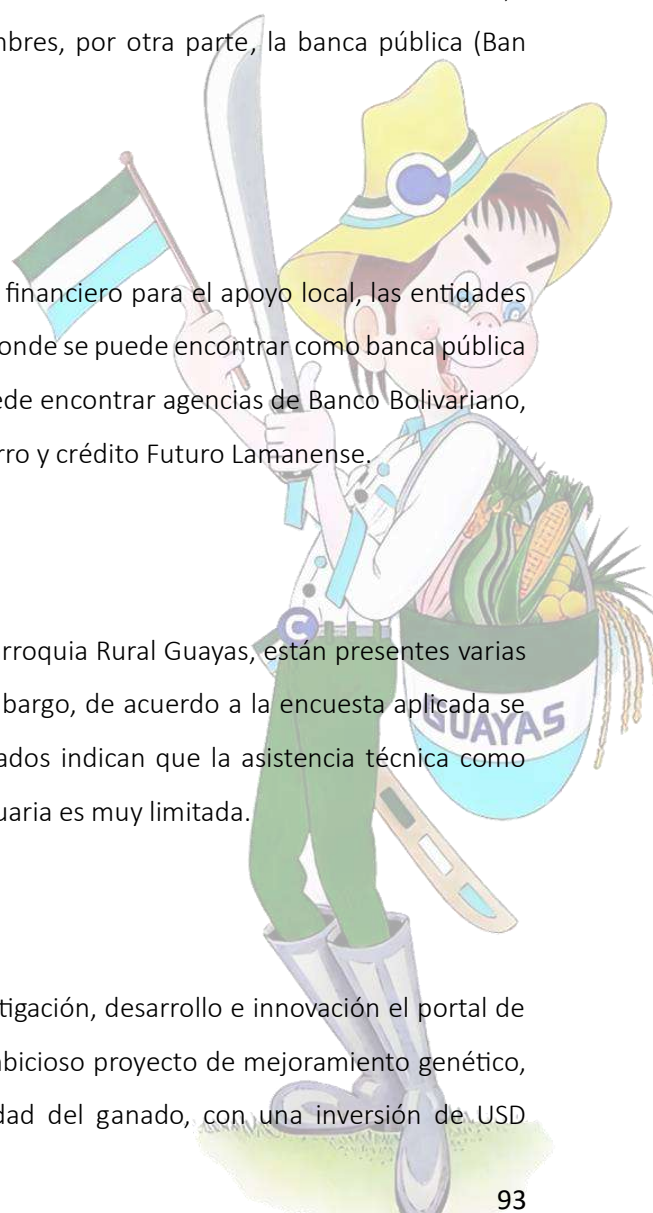 mbres, por otra parte, la banca pública (Ban
financiero para el apoyo local, las entidades
onde se puede encontrar como banca pública
ede encontrar agencias de Banco Bolivariano,
rro y crédito Futuro Lamanense.
rroquia Rural Guayas, están presentes varias
bargo, de acuerdo a la encuesta aplicada se
GUAYAS
ados indican que la asistencia técnica como
uaria es muy limitada.
tigación, desarrollo e innovación el portal de
nbicioso proyecto de mejoramiento genético,
dad del ganado, con una inversión de USD
93